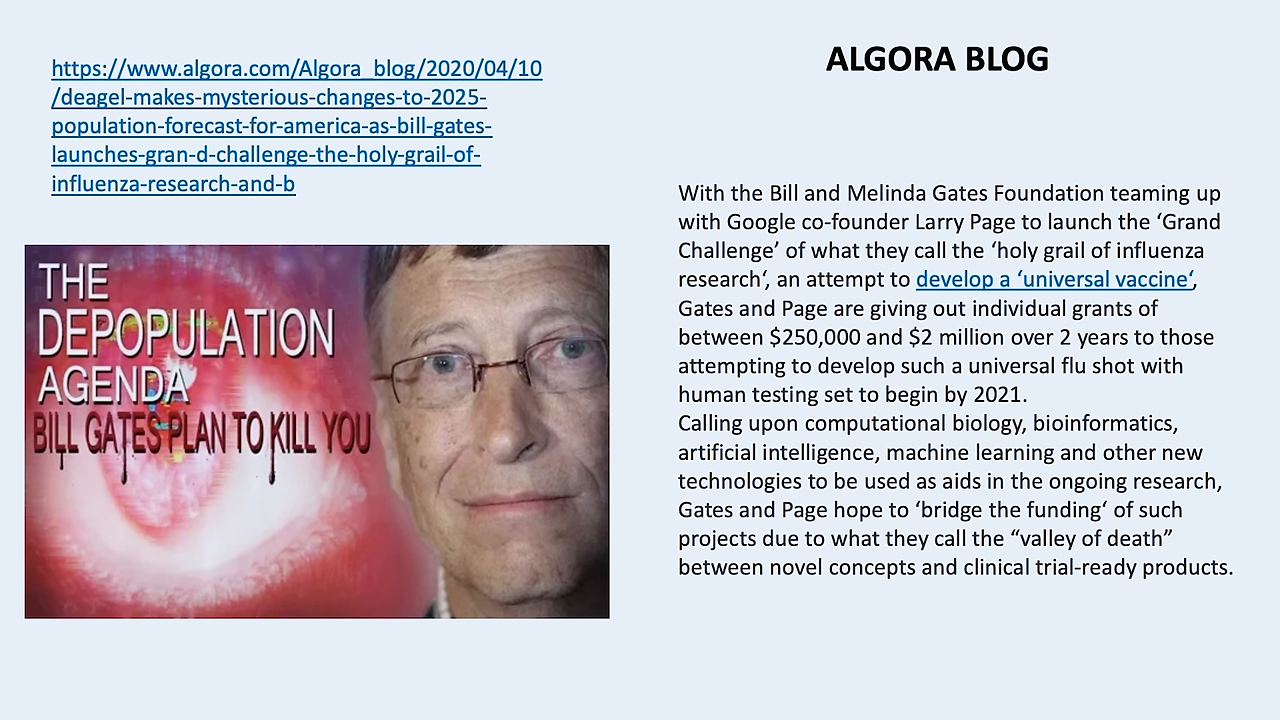 https://www.algora.com/Algora_blog/2020/04/10
/deagel-makes-mysterious-changes-to-2025-
population-forecast-for-america-as-bill-gates-
launches-gran-d-challenge-the-holy-grail-of-
influenza-research-and-b
THE
DEPOPULATION
AGENDA
BILL GATES PLAN TO KILL YOU
ALGORA BLOG
With the Bill and Melinda Gates Foundation teaming up
with Google co-founder Larry Page to launch the ‘Grand
Challenge’ of what they call the ‘holy grail of influenza
research‘, an attempt to develop a ‘universal vaccine‘,
Gates and Page are giving out individual grants of
between $250,000 and $2 million over 2 years to those
attempting to develop such a universal flu shot with
human testing set to begin by 2021.
Calling upon computational biology, bioinformatics,
artificial intelligence, machine learning and other new
technologies to be used as aids in the ongoing research,
Gates and Page hope to ‘bridge the funding‘ of such
projects due to what they call the “valley of death”
between novel concepts and clinical trial-ready products.